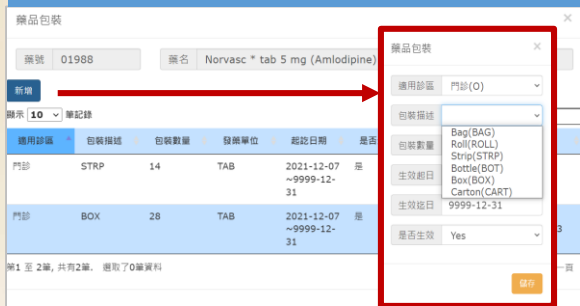 藥品包裝
藥號 01988 藥名 Norvasc * tab 5 mg (Amlodipine)
新增
顯示 10 筆記錄
適用診區 包裝描述 包裝數量 發藥單位 起訖日期 是否
門診 STRP 14 TAB 2021-12-07 ~9999-12-31 是
門診 BOX 28 TAB 2021-12-07 ~9999-12-31 是
第1 至 2筆, 共有2筆. 選取了0筆資料
藥品包裝
適用診區 門診(O)
包裝描述
Bag(BAG)
Roll(ROLL)
Strip(STRP)
Bottle(BOT)
Box(BOX)
Carton(CART)
包裝數量
生效起日
生效迄日 9999-12-31
是否生效 Yes
儲存
3
一頁